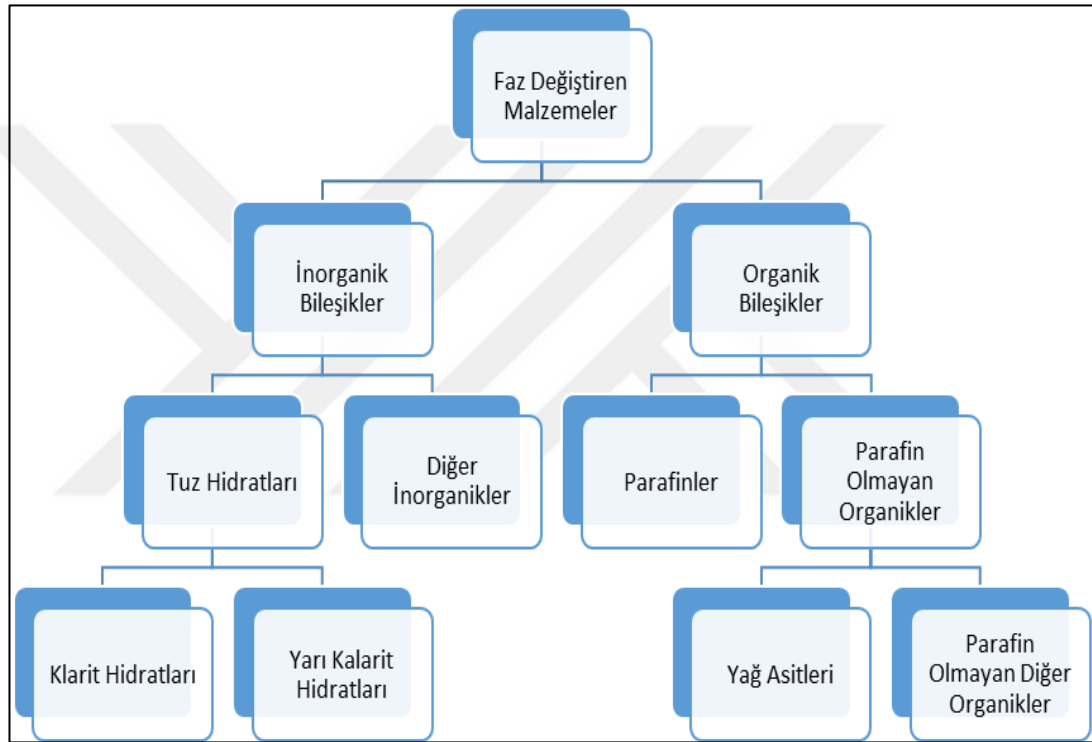 Faz Değiştiren
Malzemeler
İnorganik
Bileşikler
Organik
Bileşikler
Tuz Hidratları
Diğer
İnorganikler
Parafinler
Parafin
Olmayan
Organikler
Klarit Hidratları
Yarı Kalarit
Hidratları
Yağ Asitleri
Parafin
Olmayan Diğer
Organikler